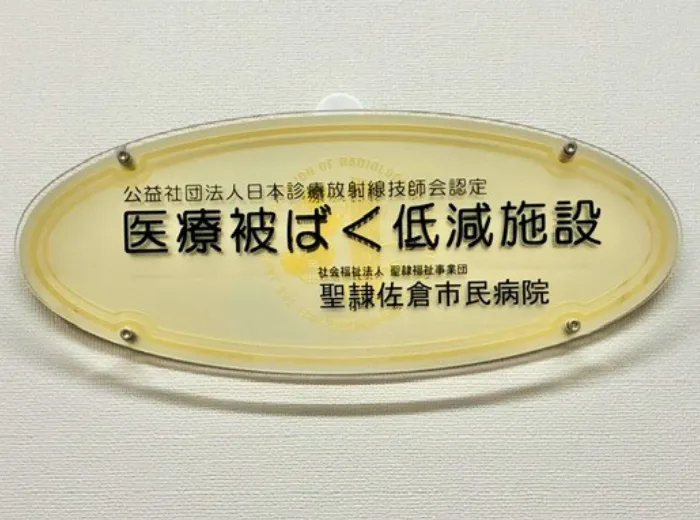 公益社団法人日本診療放射線技師会認定
医療被ばく低減施設
社会福祉法人 聖隷福祉事業団
聖隷佐倉市民病院